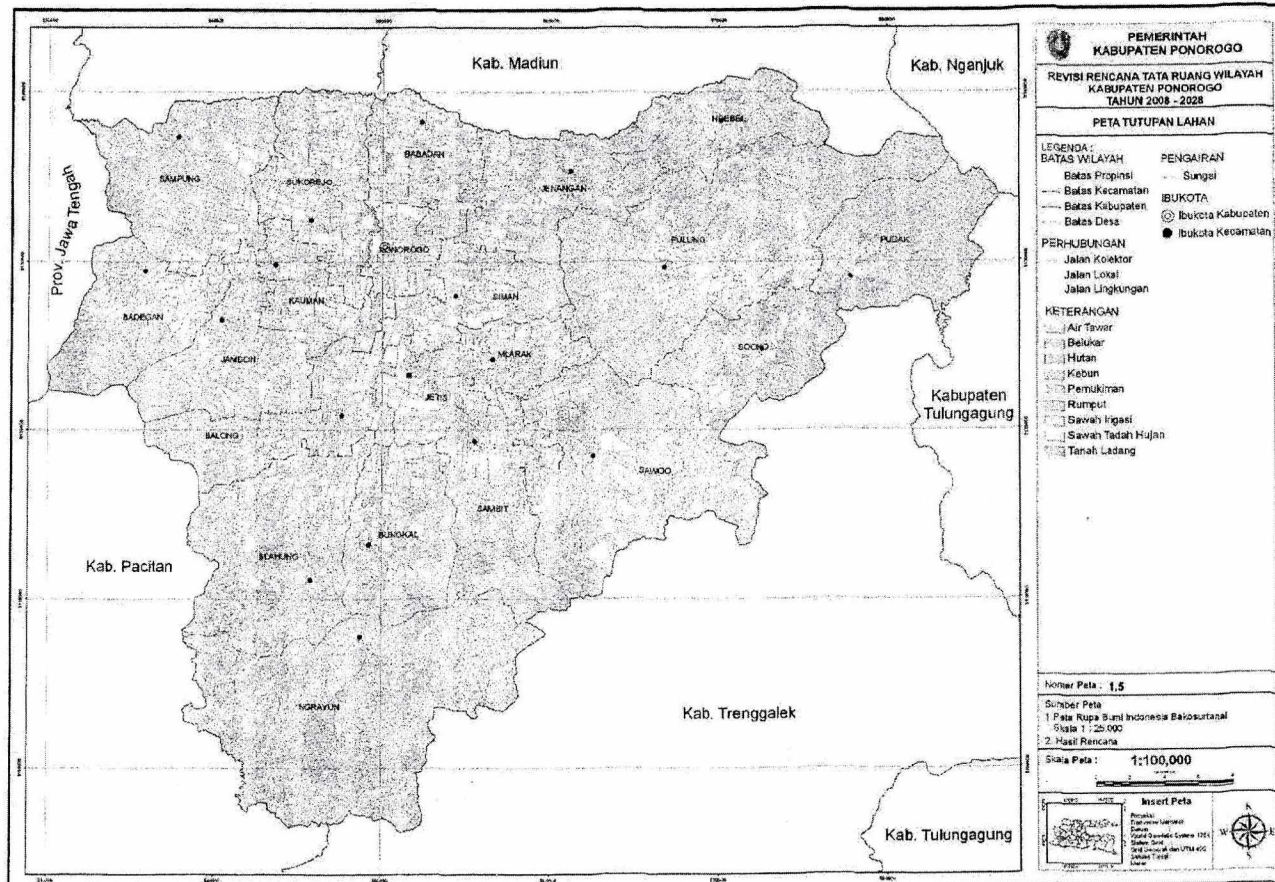 Kab. Madiun
Kab. Nganjuk
NGEBEL
BABADAN
SAMPUNG
SUKOREJO
JENANGAN
Prov. Jawa Tengah
PONOROGO
PULUNG
PUDAK
KAUMAN
SIMAN
BADEGAN
JAMBON
MLARAK
SOOKO
JETIS
Kabupaten
Tulungagung
BALONG
SAWOO
SAMBIT
BUNGKAL
SLAHUNG
Kab. Pacitan
NGRAYUN
Kab. Trenggalek
Kab. Tulungagung
PEMERINTAH
KABUPATEN PONOROGO
REVISI RENCANA TATA RUANG WILAYAH
KABUPATEN PONOROGO
TAHUN 2008 - 2028
PETA TUTUPAN LAHAN
LEGENDA :
BATAS WILAYAH
Batas Propinsi
Batas Kecamatan
Batas Kabupaten
Batas Desa
PENGAIRAN
Sungai
IBUKOTA
Ibukota Kabupaten
Ibukota Kecamatan
PERHUBUNGAN
Jalan Kolektor
Jalan Lokal
Jalan Lingkungan
KETERANGAN
Air Tawar
Belukar
Hutan
Kebun
Pemukiman
Rumput
Sawah Irigasi
Sawah Tadah Hujan
Tanah Ladang
Nomer Peta : 1.5
Sumber Peta
1 Peta Rupa Bumi Indonesia Bakosurtanal
Skala 1 : 25.000
2. Hasil Rencana
Skala Peta : 1:100,000
Insert Peta
W
E
S